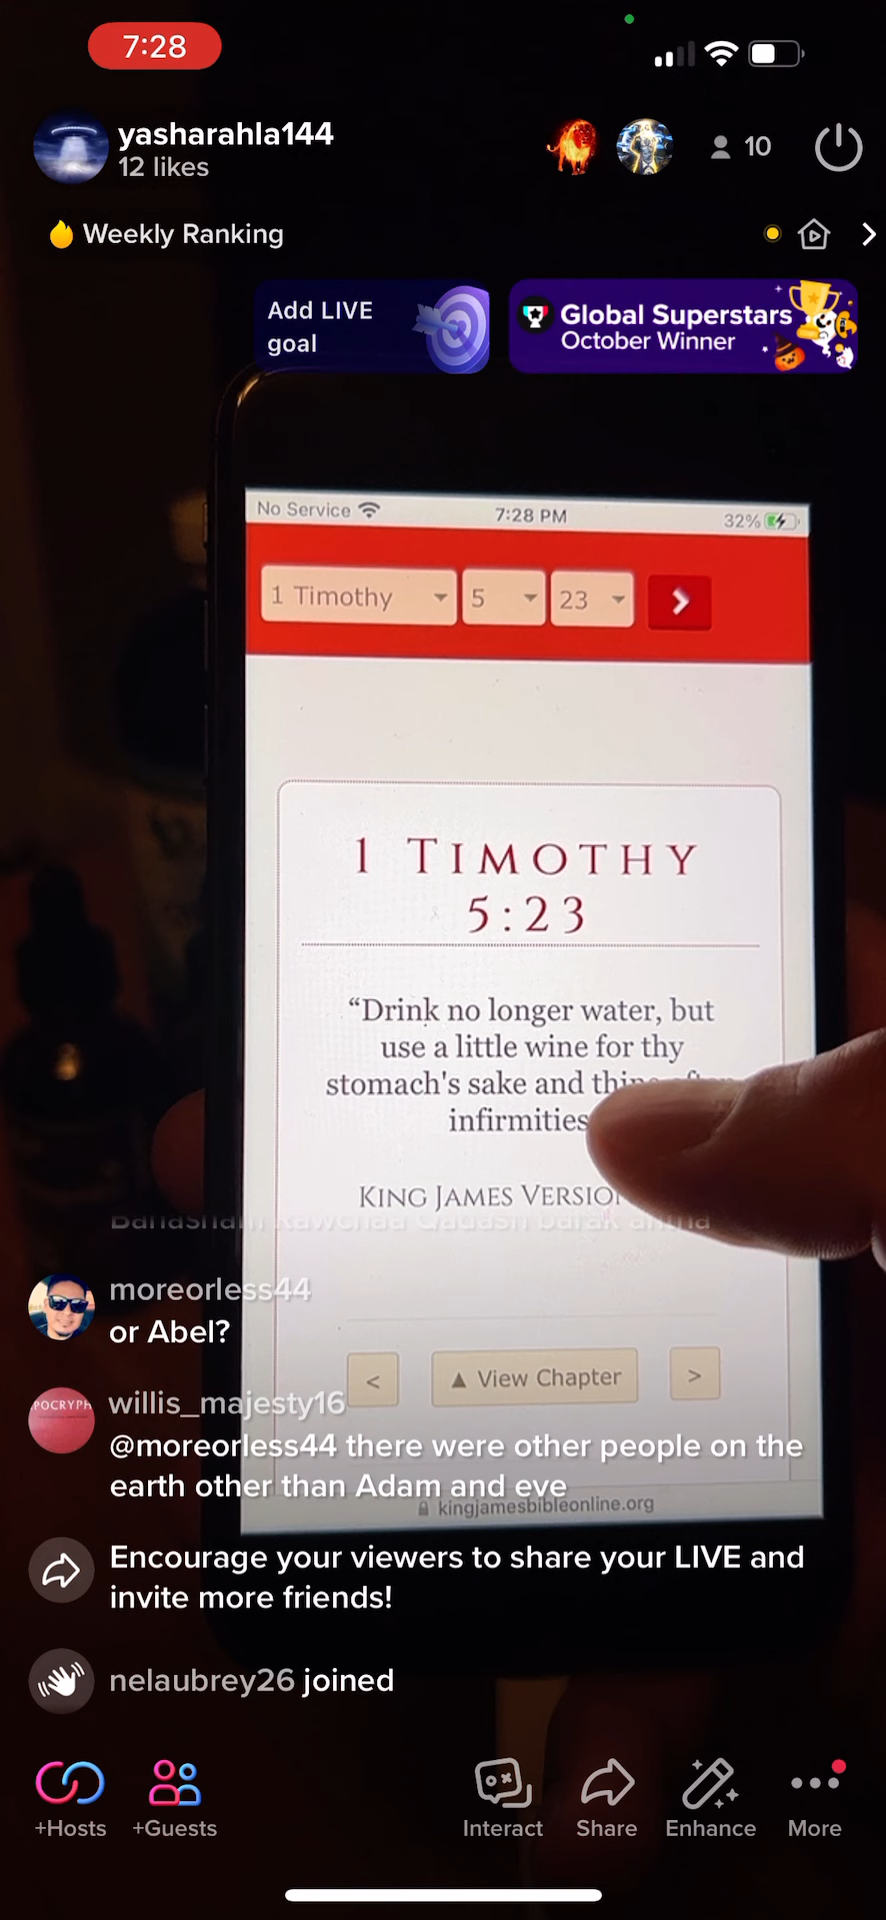 7:28
yasharahla144
12 likes
10
Weekly Ranking
Add LIVE
goal
Global Superstars
October Winner
No Service
7:28 PM
32%
1 Timothy
5
23
1 TIMOTHY
5:23
“Drink no longer water, but
use a little wine for thy
stomach's sake and
infirmities
KING JAMES
moreorless44
or Abel?
< ▲ View Chapter >
POCRYPH
willis_majesty16
@moreorless44 there were other people on the
earth other than Adam and eve
kingjamesbibleonline.org
Encourage your viewers to share your LIVE and
invite more friends!
nelaubrey26 joined
+Hosts
+Guests
Interact
Share
Enhance
More